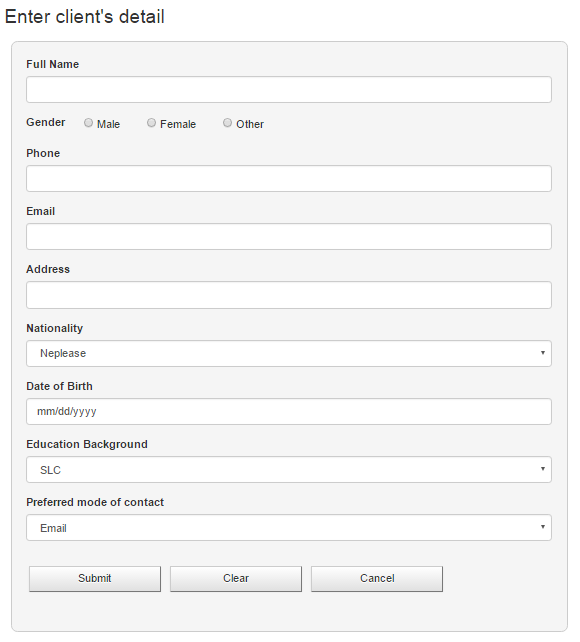 Enter client's detail
Full Name
Gender Male Female Other
Phone
Email
Address
Nationality
Neplease
Date of Birth
mm/dd/yyyy
Education Background
SLC
Preferred mode of contact
Email
Submit Clear Cancel